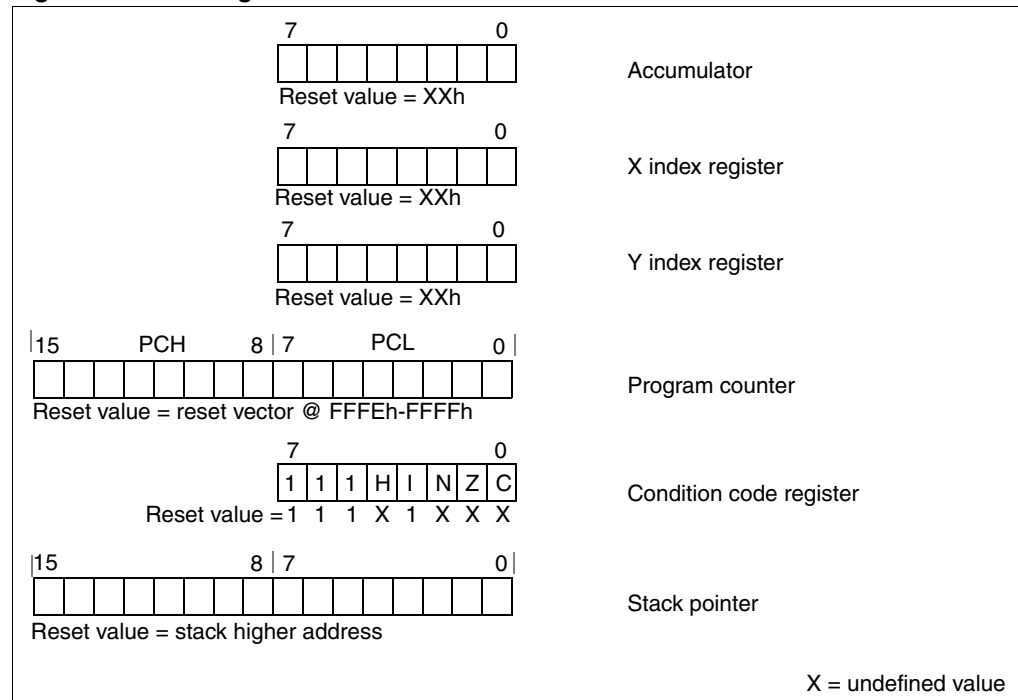 7 0
Accumulator
Reset value = XXh
7 0
X index register
Reset value = XXh
7 0
Y index register
Reset value = XXh
15 PCH 8 7 PCL 0
Program counter
Reset value = reset vector @ FFFEh-FFFFh
7 0
1 1 1 H I N Z C
Condition code register
Reset value = 1 1 1 X 1 X X X
15 8 7 0
Stack pointer
Reset value = stack higher address
X = undefined value